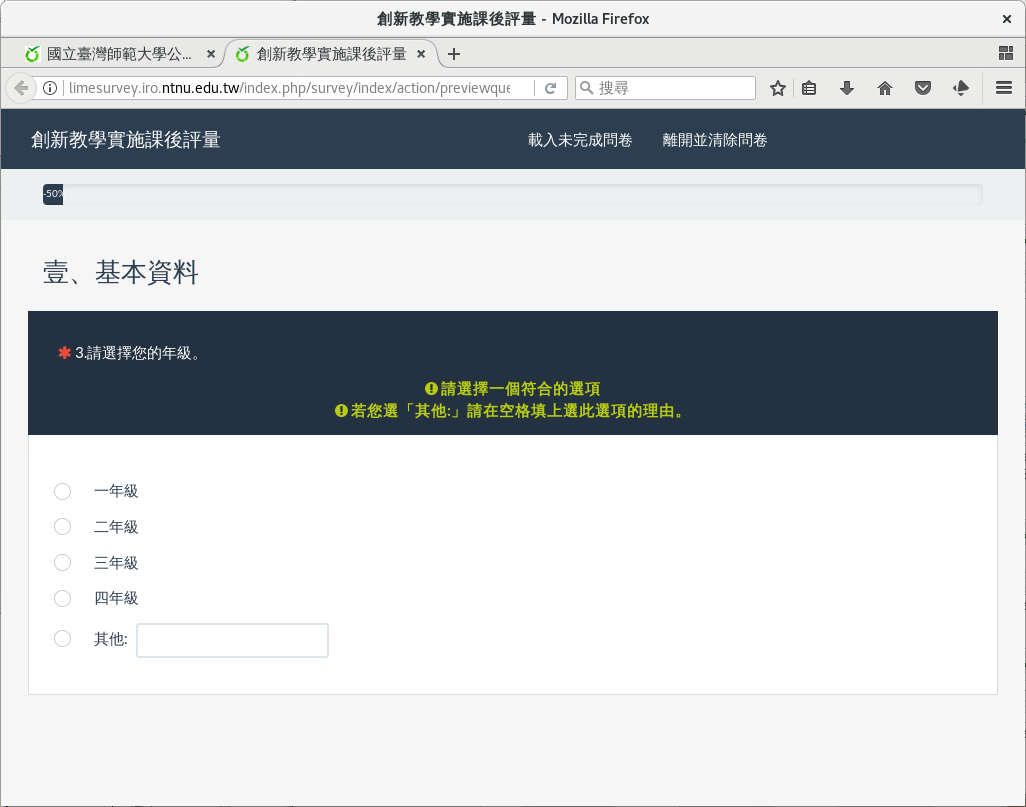 創新教學實施課後評量 - Mozilla Firefox
國立臺灣師範大學公...
創新教學實施課後評量
limesurvey.iro.ntnu.edu.tw/index.php/survey/index/action/previewque
搜尋
創新教學實施課後評量
載入未完成問卷
離開並清除問卷
-50%
壹、基本資料
✱ 3.請選擇您的年級。
請選擇一個符合的選項
若您選「其他:」請在空格填上選此選項的理由。
一年級
二年級
三年級
四年級
其他: